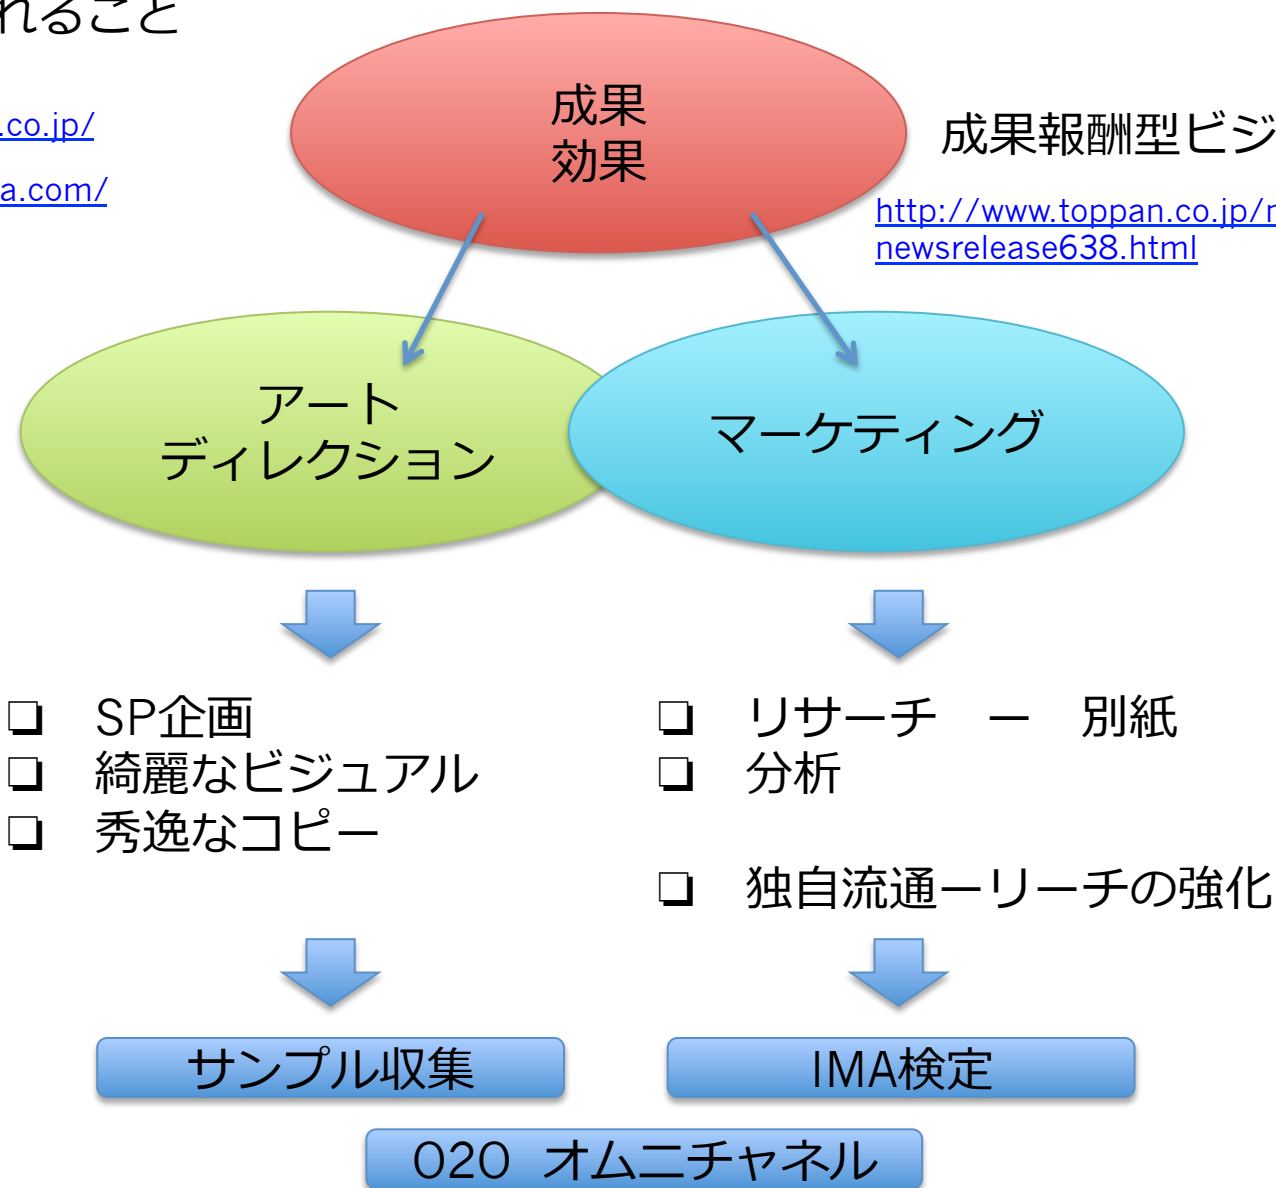 れること
.co.jp/
a.com/
成果
効果
成果報酬型ビジ
http://www.toppan.co.jp/
newsrelease638.html
アート
ディレクション
マーケティング
❑ SP企画
❑ 綺麗なビジュアル
❑ 秀逸なコピー
❑ リサーチ ー 別紙
❑ 分析
❑ 独自流通ーリーチの強化
サンプル収集
IMA検定
O2O オムニチャネル